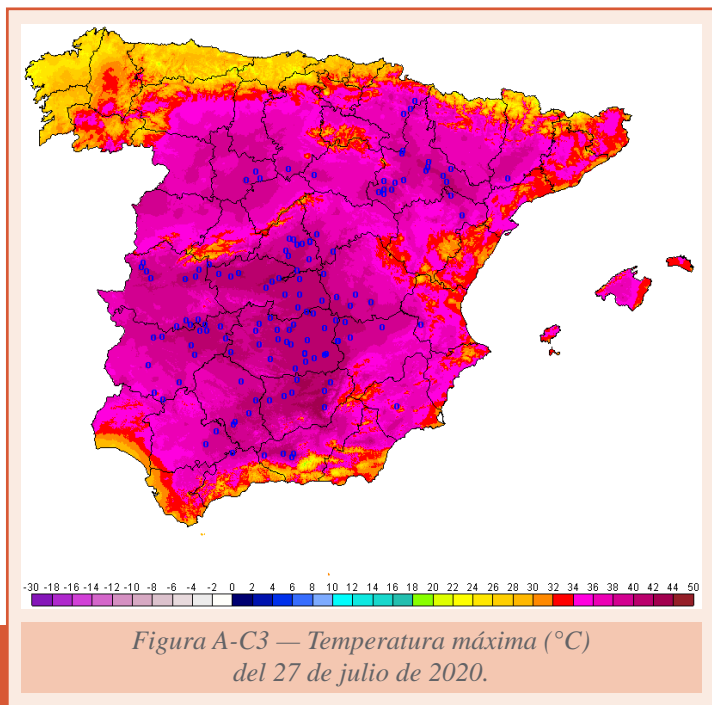 -30 -18 -16 -14 -12 -10 -8 -6 -4 -2 0 2 4 6 8 10 12 14 16 18 20 22 24 26 28 30 32 34 36 38 40 42 44 50
Figura A-C3 — Temperatura máxima (°C)
del 27 de julio de 2020.